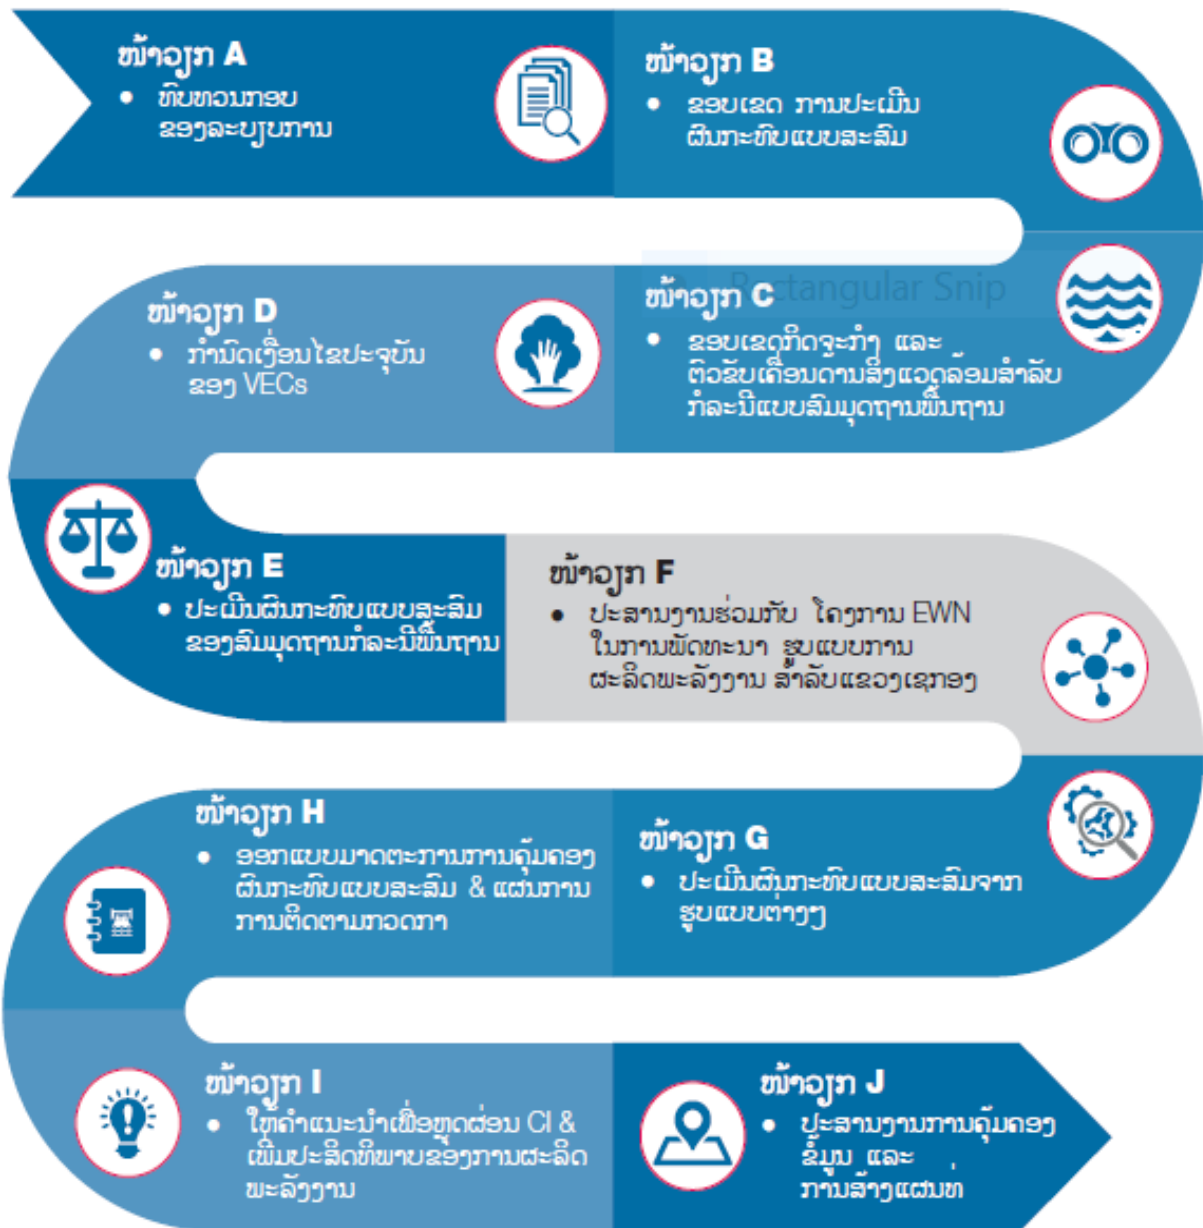 ໜ້າວຽກ A
• ທົບທວນກອບ
ຂອງລະບຽບການ
ໜ້າວຽກ B
• ຂອບເຂດ ການປະເມີນ
ຜົນກະທົບແບບສະສົມ
Rectangular Snip
ໜ້າວຽກ C
• ຂອບເຂດກິດຈະກຳ ແລະ
ຕົວຂັບເຄື່ອນດ້ານສິ່ງແວດລ້ອມສຳລັບ
ກໍລະນີແບບສົມມຸດຖານພື້ນຖານ
ໜ້າວຽກ D
• ກຳນົດເງື່ອນໄຂປະຈຸບັນ
ຂອງ VECs
ໜ້າວຽກ E
• ປະເມີນຜົນກະທົບແບບສະສົມ
ຂອງສົມມຸດຖານກໍລະນີພື້ນຖານ
ໜ້າວຽກ F
• ປະສານງານຮ່ວມກັບ ໂຄງການ EWN
ໃນການພັດທະນາ ຮູບແບບການ
ຜະລິດພະລັງງານ ສຳລັບແຂວງເຊກອງ
ໜ້າວຽກ G
• ປະເມີນຜົນກະທົບແບບສະສົມຈາກ
ຮູບແບບຕ່າງໆ
ໜ້າວຽກ H
• ອອກແບບມາດຕະການການຄຸ້ມຄອງ
ຜົນກະທົບແບບສະສົມ & ແຜນການ
ການຕິດຕາມກວດກາ
ໜ້າວຽກ I
• ໃຫ້ຄຳແນະນຳເພື່ອຫຼຸດຜ່ອນ CI &
ເພີ່ມປະສິດທິພາບຂອງການຜະລິດ
ພະລັງງານ
ໜ້າວຽກ J
• ປະສານງານການຄຸ້ມຄອງ
ຂໍ້ມູນ ແລະ
ການສ້າງແຜນທີ່